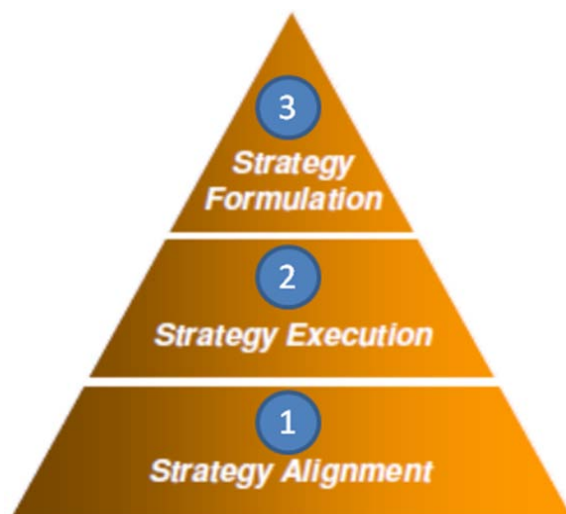 3
Strategy
Formulation
2
Strategy Execution
1
Strategy Alignment